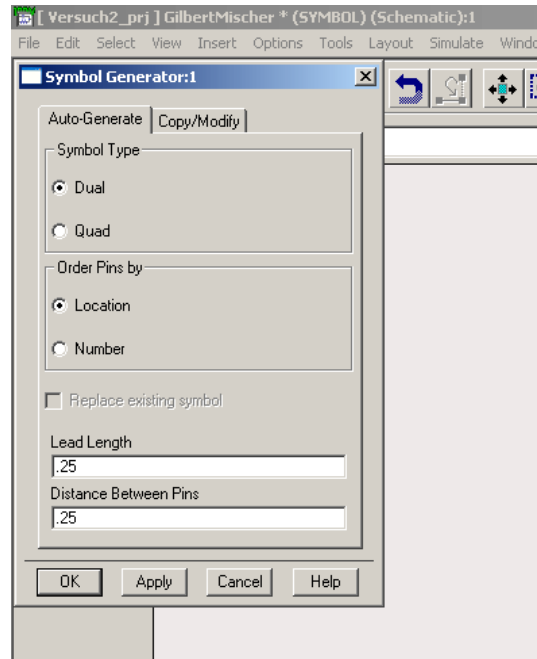 [ Versuch2_prj ] GilbertMischer * (SYMBOL) (Schematic):1
File Edit Select View Insert Options Tools Layout Simulate
Symbol Generator:1
Auto-Generate Copy/Modify
Symbol Type
Dual
Quad
Order Pins by
Location
Number
Replace existing symbol
Lead Length
.25
Distance Between Pins
.25
OK Apply Cancel Help